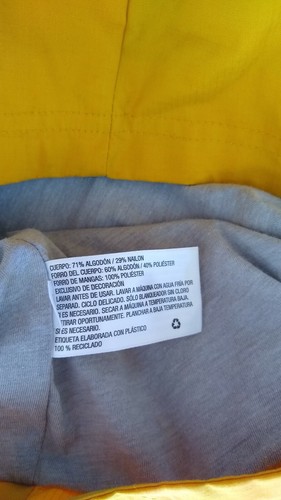 CUERPO: 71% ALGODÓN / 29% NAILON
FORRO DEL CUERPO: 60% ALGODÓN / 40% POLIÉSTER
FORRO DE MANGAS: 100% POLIÉSTER
EXCLUSIVO DE DECORACIÓN
LAVAR ANTES DE USAR. LAVAR A MÁQUINA CON AGUA FRÍA POR
SEPARAD. CICLO DELICADO. SÓLO BLANQUEADOR SIN CLORO
SI ES NECESARIO. SECAR A MÁQUINA A BAJA TEMPERATURA.
TIRAR OPORTUNAMENTE. PLANCHAR A BAJA TEMPERATURA
SI ES NECESARIO.
ETIQUETA ELABORADA CON PLÁSTICO
100 % RECICLADO